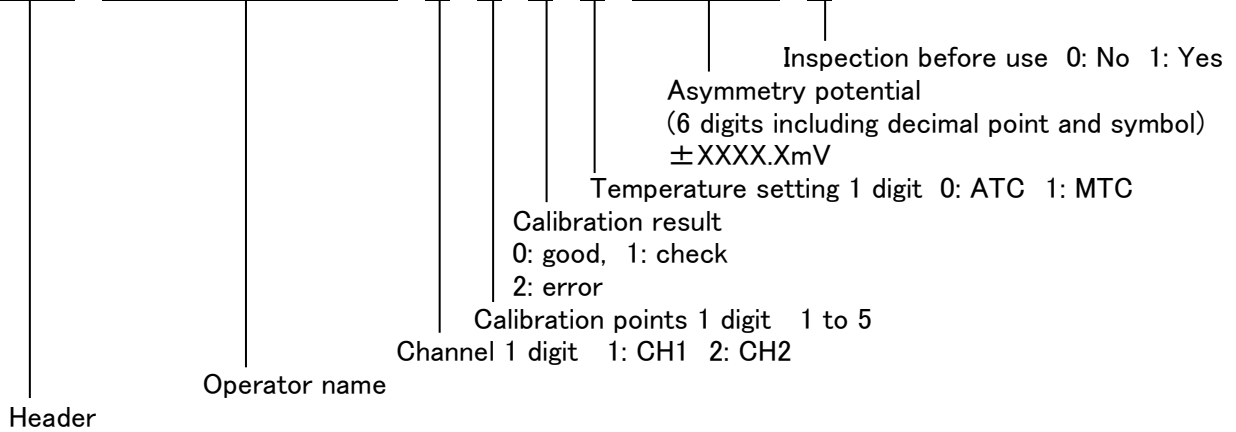 Inspection before use 0: No 1: Yes
Asymmetry potential
(6 digits including decimal point and symbol)
±XXXX.XmV
Temperature setting 1 digit 0: ATC 1: MTC
Calibration result
0: good, 1: check
2: error
Calibration points 1 digit 1 to 5
Channel 1 digit 1: CH1 2: CH2
Operator name
Header